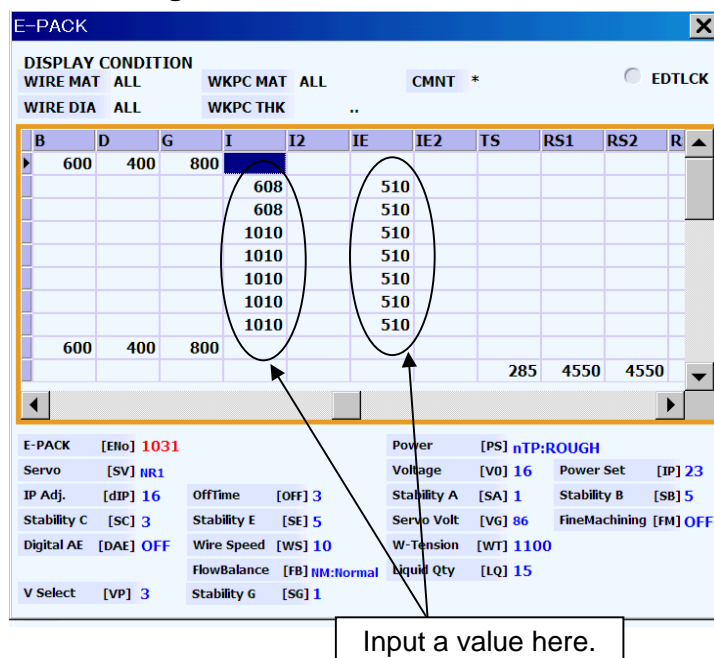 E-PACK
DISPLAY CONDITION
WIRE MAT ALL WKPC MAT ALL CMNT * EDTLCK
WIRE DIA ALL WKPC THK ..
B D G I I2 IE IE2 TS RS1 RS2 R
600 400 800
608 510
608 510
1010 510
1010 510
1010 510
1010 510
1010 510
600 400 800
285 4550 4550
E-PACK [ENo] 1031 Power [PS] nTP:ROUGH
Servo [SV] NR1 Voltage [V0] 16 Power Set [IP] 23
IP Adj. [dIP] 16 OffTime [OFF] 3 Stability A [SA] 1 Stability B [SB] 5
Stability C [SC] 3 Stability E [SE] 5 Servo Volt [VG] 86 FineMachining [FM] OFF
Digital AE [DAE] OFF Wire Speed [WS] 10 W-Tension [WT] 1100
FlowBalance [FB] NM:Normal Liquid Qty [LQ] 15
V Select [VP] 3 Stability G [SG] 1
Input a value here.